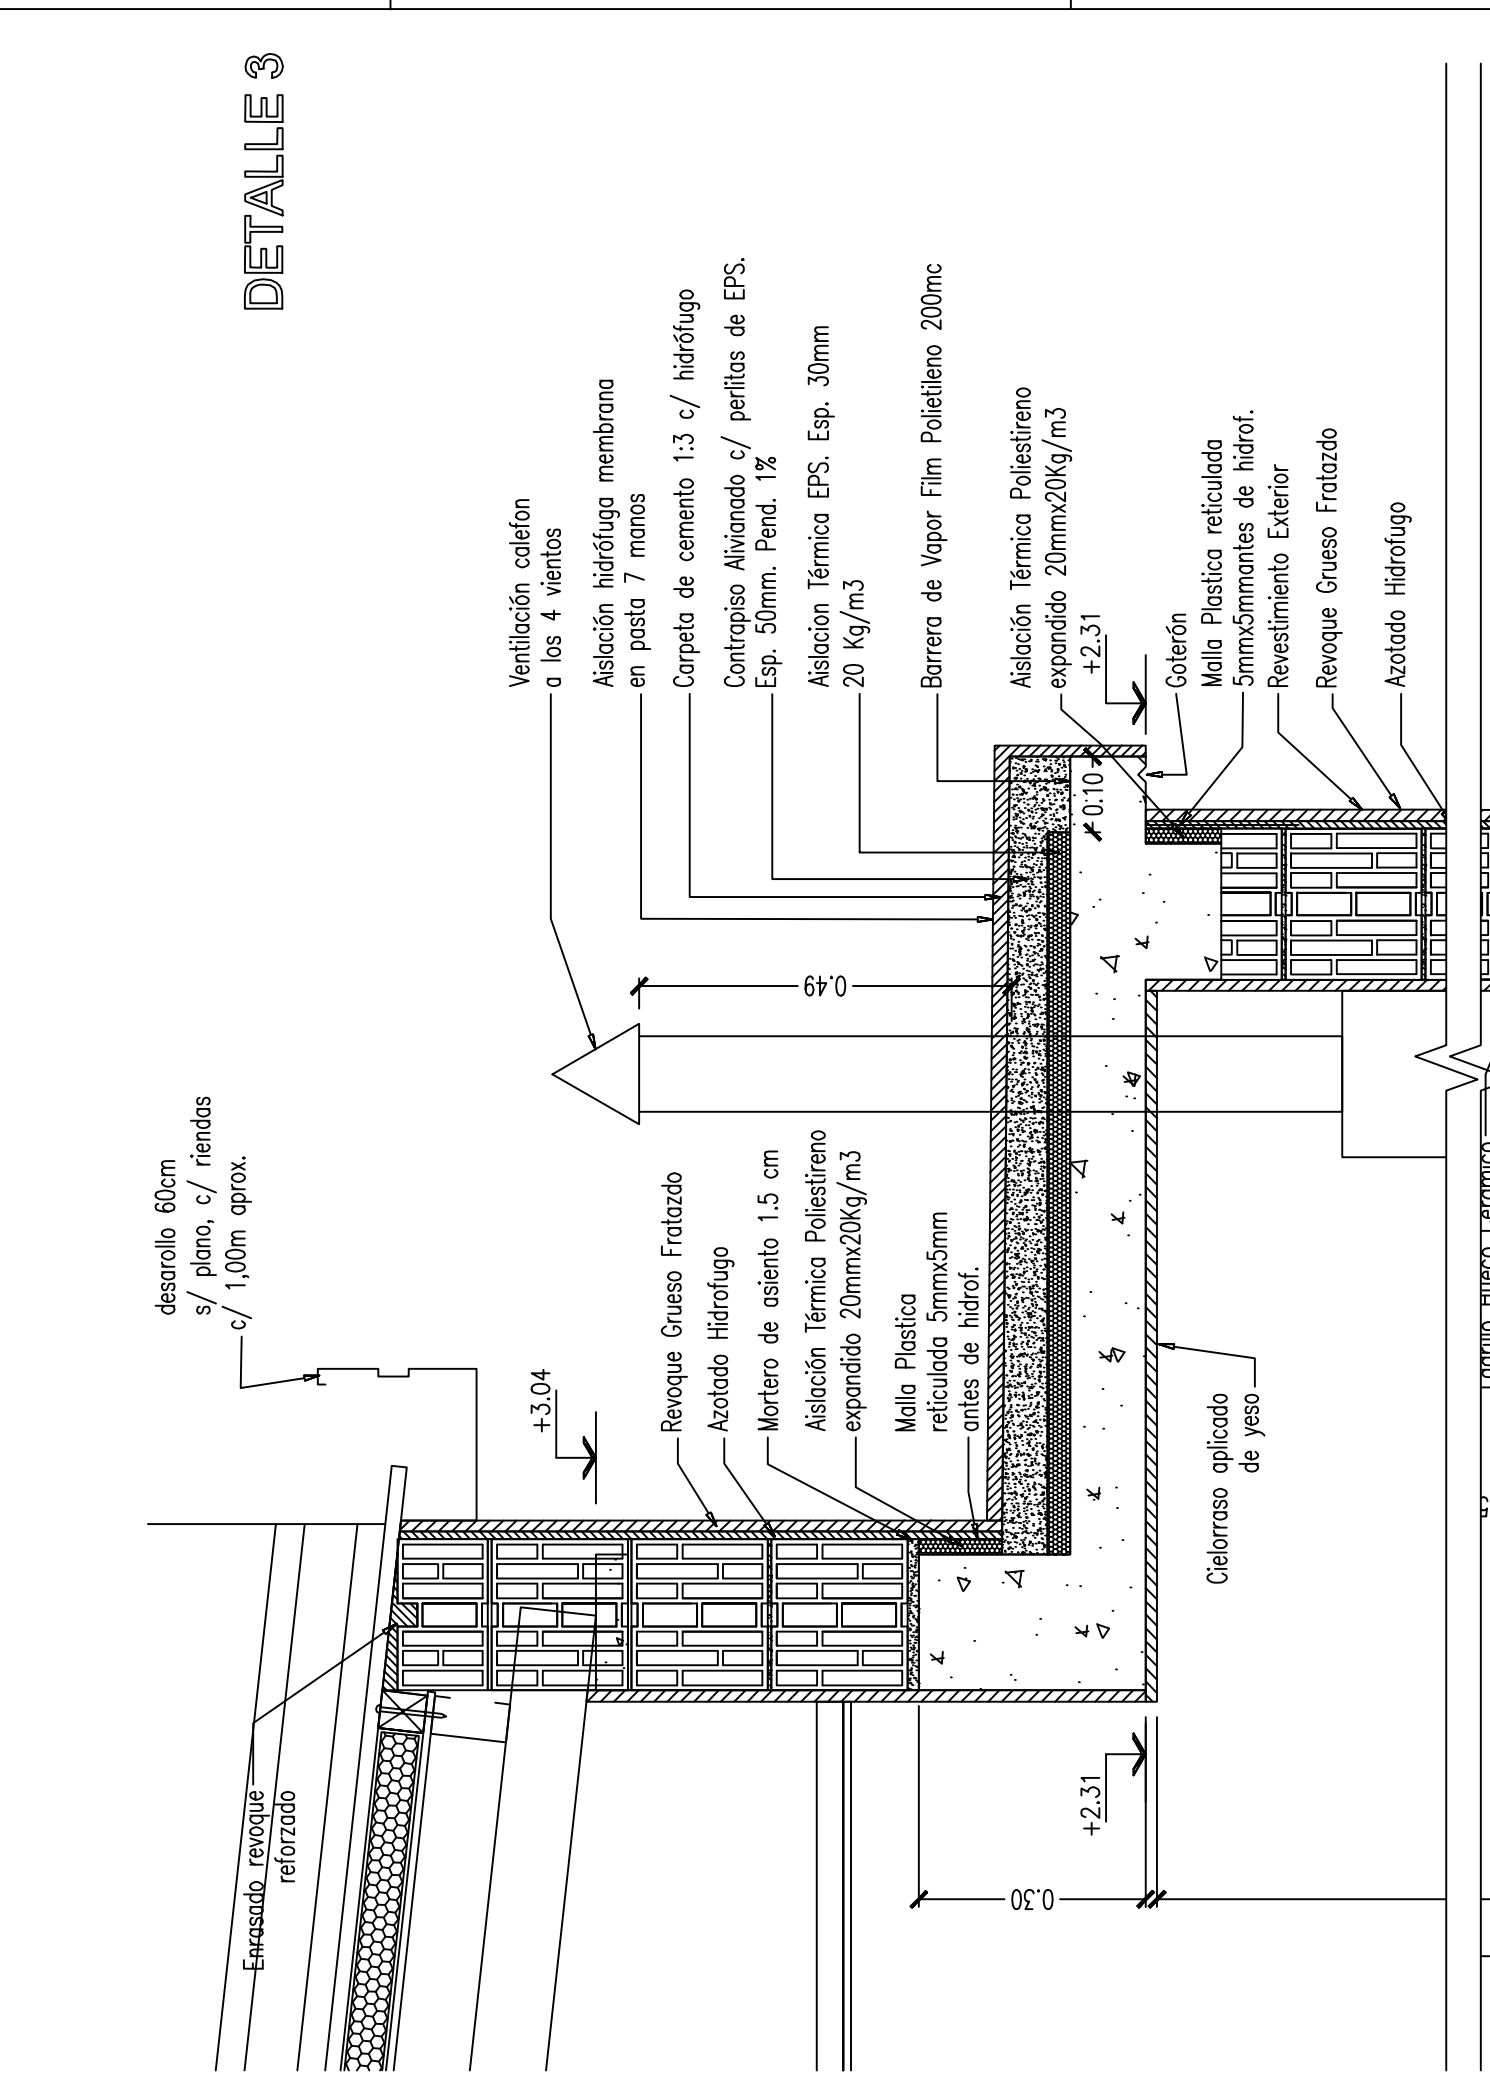 DETALLE 3
desarollo 60cm
s/ plano, c/ riendas
c/ 1,00m aprox.
Ventilación calefon
a los 4 vientos
Aislación hidrófuga membrana
en pasta 7 manos
Carpeta de cemento 1:3 c/ hidrófugo
Contrapiso Alivianado c/ perlitas de EPS.
Esp. 50mm. Pend. 1%
Aislacion Térmica EPS. Esp. 30mm
20 Kg/m3
Barrera de Vapor Film Polietileno 200mc
Aislación Térmica Poliestireno
expandido 20mmx20Kg/m3
+2.31
Goterón
Malla Plastica reticulada
5mmx5mmantes de hidrof.
Revestimiento Exterior
Revoque Grueso Fratazdo
Azotado Hidrofugo
0.10
0.49
+3.04
Revoque Grueso Fratazdo
Azotado Hidrofugo
Mortero de asiento 1.5 cm
Aislación Térmica Poliestireno
expandido 20mmx20Kg/m3
Malla Plastica
reticulada 5mmx5mm
antes de hidrof.
Cielorraso aplicado
de yeso
Enrasado revoque
reforzado
+2.31
0.30